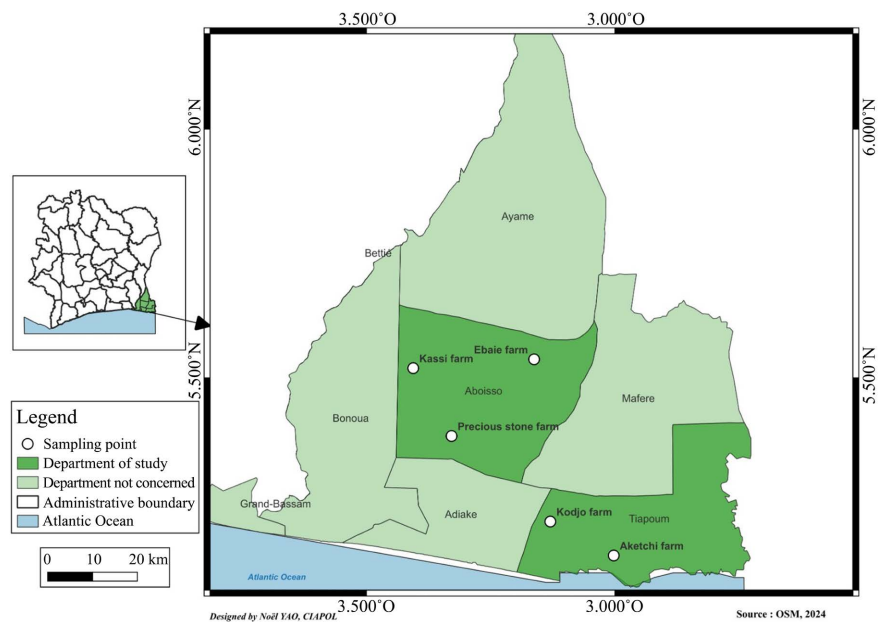 3.500°O 3.000°O
6.000°N 6.000°N
Ayame
Bettié
5.500°N 5.500°N
Ebaie farm
Kassi farm
Aboisso
Mafere
Bonoua
Precious stone farm
Legend
Sampling point
Department of study
Department not concerned
Administrative boundary
Atlantic Ocean
Grand-Bassam
Adiake
Kodjo farm
Tiapoum
Aketchi farm
0 10 20 km
Atlantic Ocean
3.500°O 3.000°O
Designed by Noël YAO, CIAPOL
Source : OSM, 2024